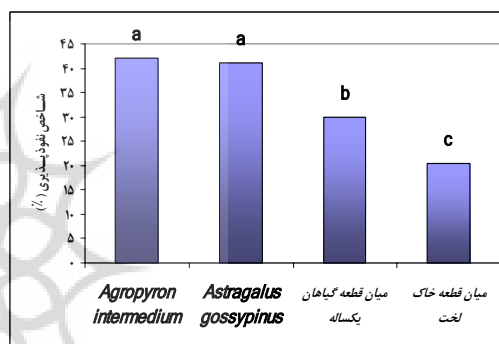 شاخص نفوذپذیری (٪)
۴۵
۴۰
۳۵
۳۰
۲۵
۲۰
۱۵
۱۰
۵
۰
a
a
b
c
Agropyron
intermedium
Astragalus
gossypinus
میان قطعه گیاهان
یکساله
میان قطعه خاک
لخت